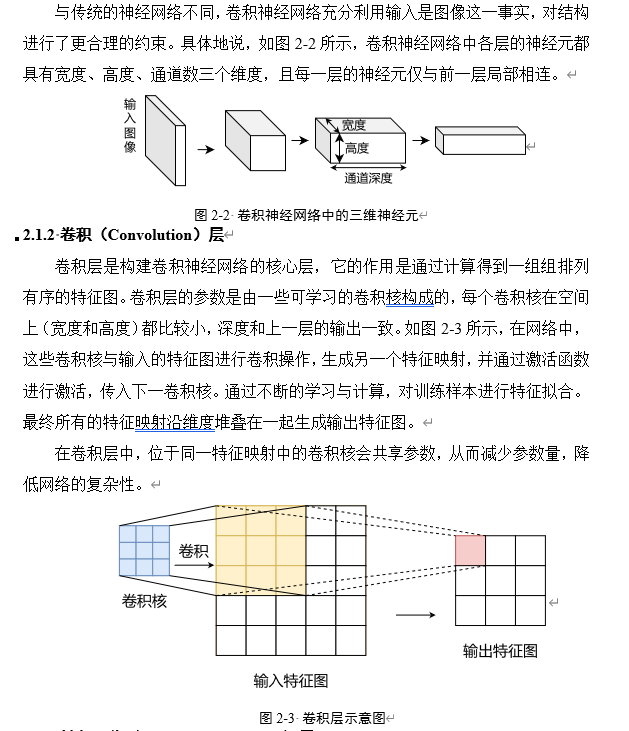 与传统的神经网络不同，卷积神经网络充分利用输入是图像这一事实，对结构
进行了更合理的约束。具体地说，如图 2-2 所示，卷积神经网络中各层的神经元都
具有宽度、高度、通道数三个维度，且每一层的神经元仅与前一层局部相连。
输入图像
宽度
高度
通道深度
图 2-2 卷积神经网络中的三维神经元
2.1.2 卷积（Convolution）层
卷积层是构建卷积神经网络的核心层，它的作用是通过计算得到一组组排列
有序的特征图。卷积层的参数是由一些可学习的卷积核构成的，每个卷积核在空间
上（宽度和高度）都比较小，深度和上一层的输出一致。如图 2-3 所示，在网络中，
这些卷积核与输入的特征图进行卷积操作，生成另一个特征映射，并通过激活函数
进行激活，传入下一卷积核。通过不断的学习与计算，对训练样本进行特征拟合。
最终所有的特征映射沿维度堆叠在一起生成输出特征图。
在卷积层中，位于同一特征映射中的卷积核会共享参数，从而减少参数量，降
低网络的复杂性。
卷积
卷积核
输入特征图
输出特征图
图 2-3 卷积层示意图